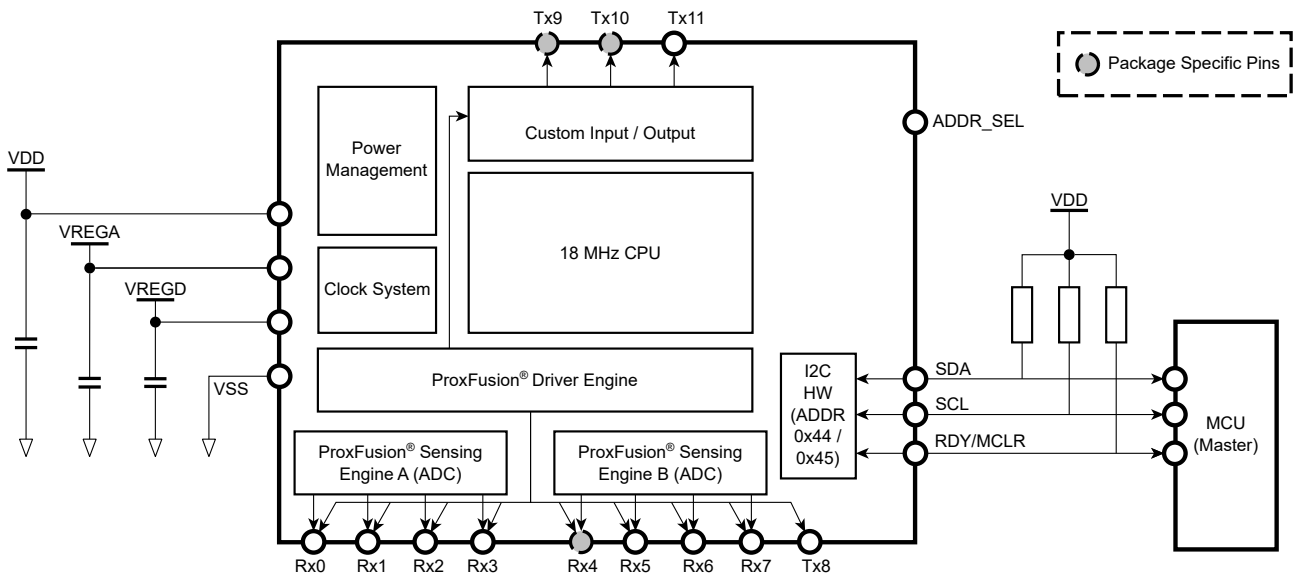 Tx9 Tx10 Tx11
Package Specific Pins
Custom Input / Output
ADDR_SEL
Power
Management
VDD
VREGA
VREGD
VSS
18 MHz CPU
Clock System
VDD
ProxFusion® Driver Engine
I2C
HW
(ADDR
0x44 /
0x45)
SDA
SCL
RDY/MCLR
MCU
(Master)
ProxFusion® Sensing
Engine A (ADC)
ProxFusion® Sensing
Engine B (ADC)
Rx0 Rx1 Rx2 Rx3 Rx4 Rx5 Rx6 Rx7 Tx8